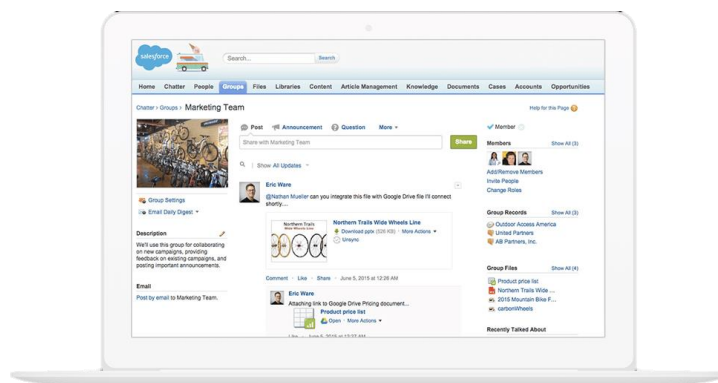 salesforce
Search...
Search
Home Chatter People Groups Files Libraries Content Article Management Knowledge Documents Cases Accounts Opportunities
Chatter > Groups > Marketing Team
Help for this Page
Post Announcement Question More
Share with Marketing Team
Share
Show All Updates
Group Settings
Email Daily Digest
Description
We'll use this group for collaborating
on new campaigns, providing
feedback on existing campaigns, and
posting important announcements.
Email
Post by email to Marketing Team.
Eric Ware
@Nathan Mueller can you integrate this file with Google Drive file I'll connect
shortly....
Northern Trails
Wide Wheels Line
Northern Trails Wide Wheels Line
Download pptx (526 KB) · More Actions
Unsync
Comment · Like · Share · June 5, 2015 at 12:26 AM
Eric Ware
Attaching link to Google Drive Pricing document...
Product price list
Open · More Actions
Member
Members Show All (3)
Add/Remove Members
Invite People
Change Roles
Group Records Show All (3)
Outdoor Access America
United Partners
AB Partners, Inc.
Group Files Show All (4)
Product price list
Northern Trails Wide ...
2015 Mountain Bike F...
carbonWheels
Recently Talked About